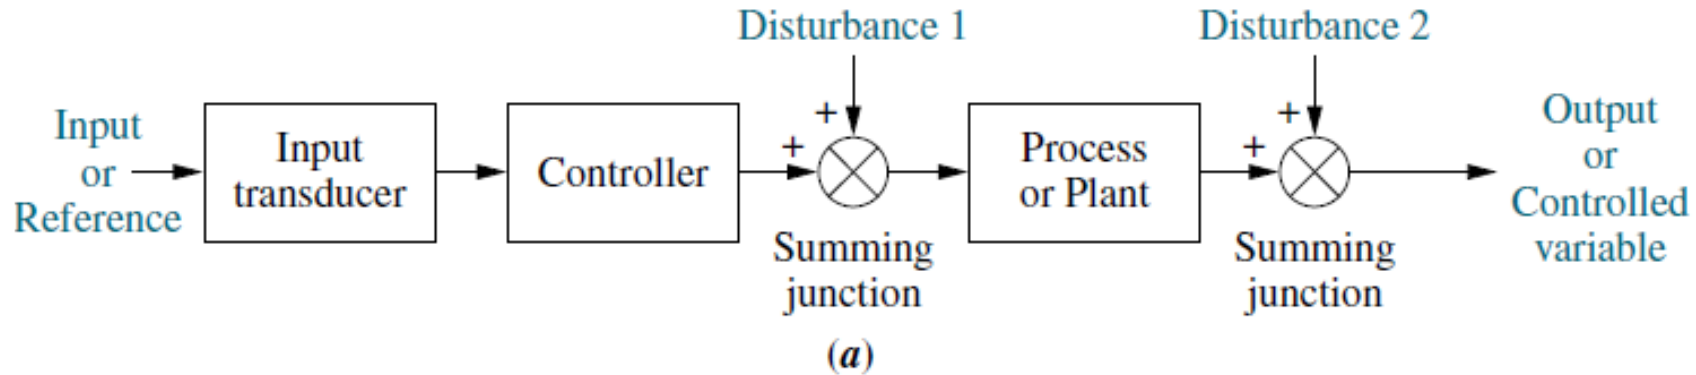 Disturbance 1
Disturbance 2
Input
or
Reference
Input
transducer
Controller
+
+
Summing
junction
Process
or Plant
+
+
Summing
junction
Output
or
Controlled
variable
(a)